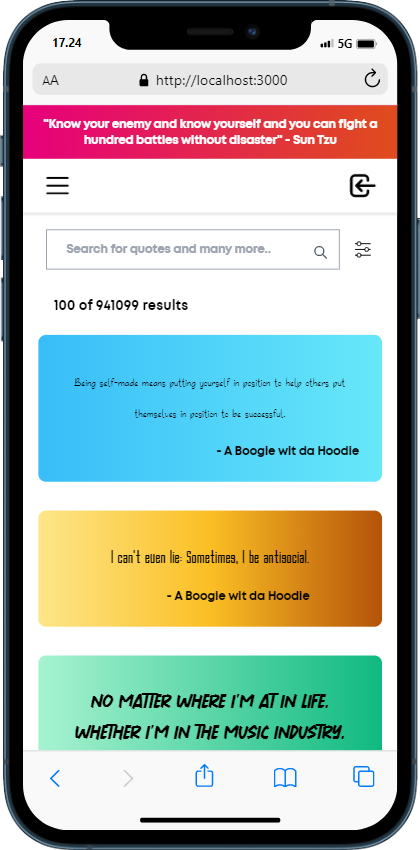 17.24
5G
AA
http://localhost:3000
"Know your enemy and know yourself and you can fight a
hundred battles without disaster" - Sun Tzu
Search for quotes and many more..
100 of 941099 results
Being self-made means putting yourself in position to help others put
themselves in position to be successful.
- A Boogie wit da Hoodie
I can't even lie: Sometimes, I be antisocial.
- A Boogie wit da Hoodie
NO MATTER WHERE I'M AT IN LIFE.
WHETHER I'M IN THE MUSIC INDUSTRY.